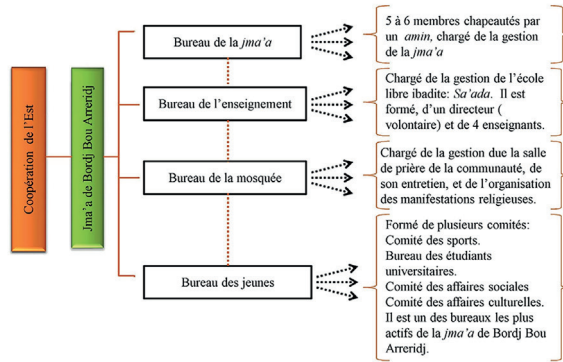 Coopération de l'Est
Jma'a de Bordj Bou Arreridj
Bureau de la jma'a
5 à 6 membres chapeautés par
un amin, chargé de la gestion
de la jma'a
Bureau de l'enseignement
Chargé de la gestion de l'école
libre ibadite: Sa'ada. Il est
formé, d'un directeur (
volontaire) et de 4 enseignants.
Bureau de la mosquée
Chargé de la gestion due la salle
de prière de la communauté, de
son entretien, et de l'organisation
des manifestations religieuses.
Bureau des jeunes
Formé de plusieurs comités:
Comité des sports.
Bureau des étudiants
universitaires.
Comité des affaires sociales
Comité des affaires culturelles.
Il est un des bureaux les plus
actifs de la jma'a de Bordj Bou
Arreridj.